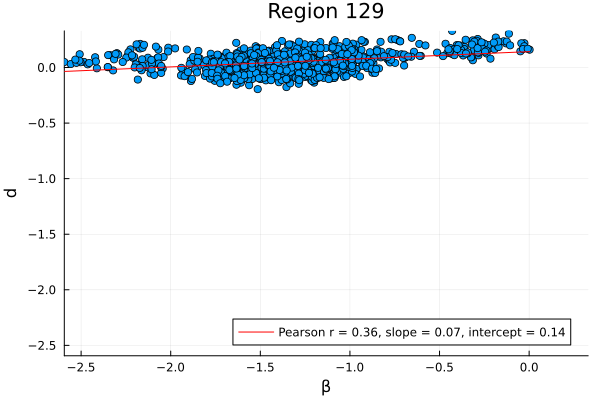 Region 129
d
0.0
−0.5
−1.0
−1.5
−2.0
−2.5
Pearson r = 0.36, slope = 0.07, intercept = 0.14
−2.5 −2.0 −1.5 −1.0 −0.5 0.0
β